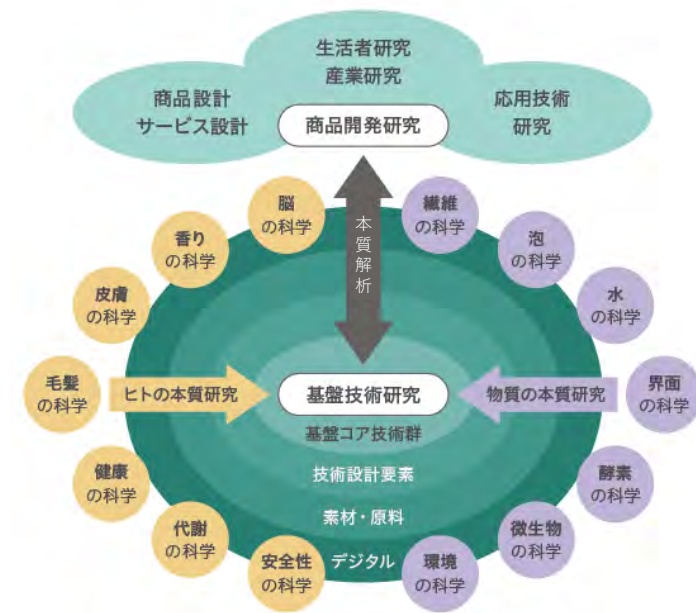 生活者研究
産業研究
商品設計
サービス設計
応用技術
研究
商品開発研究
本質解析
脳
の科学
繊維
の科学
香り
の科学
泡
の科学
皮膚
の科学
水
の科学
毛髪
の科学
ヒトの本質研究
基盤技術研究
物質の本質研究
界面
の科学
基盤コア技術群
健康
の科学
技術設計要素
酵素
の科学
代謝
の科学
素材・原料
微生物
の科学
安全性
の科学
デジタル
環境
の科学